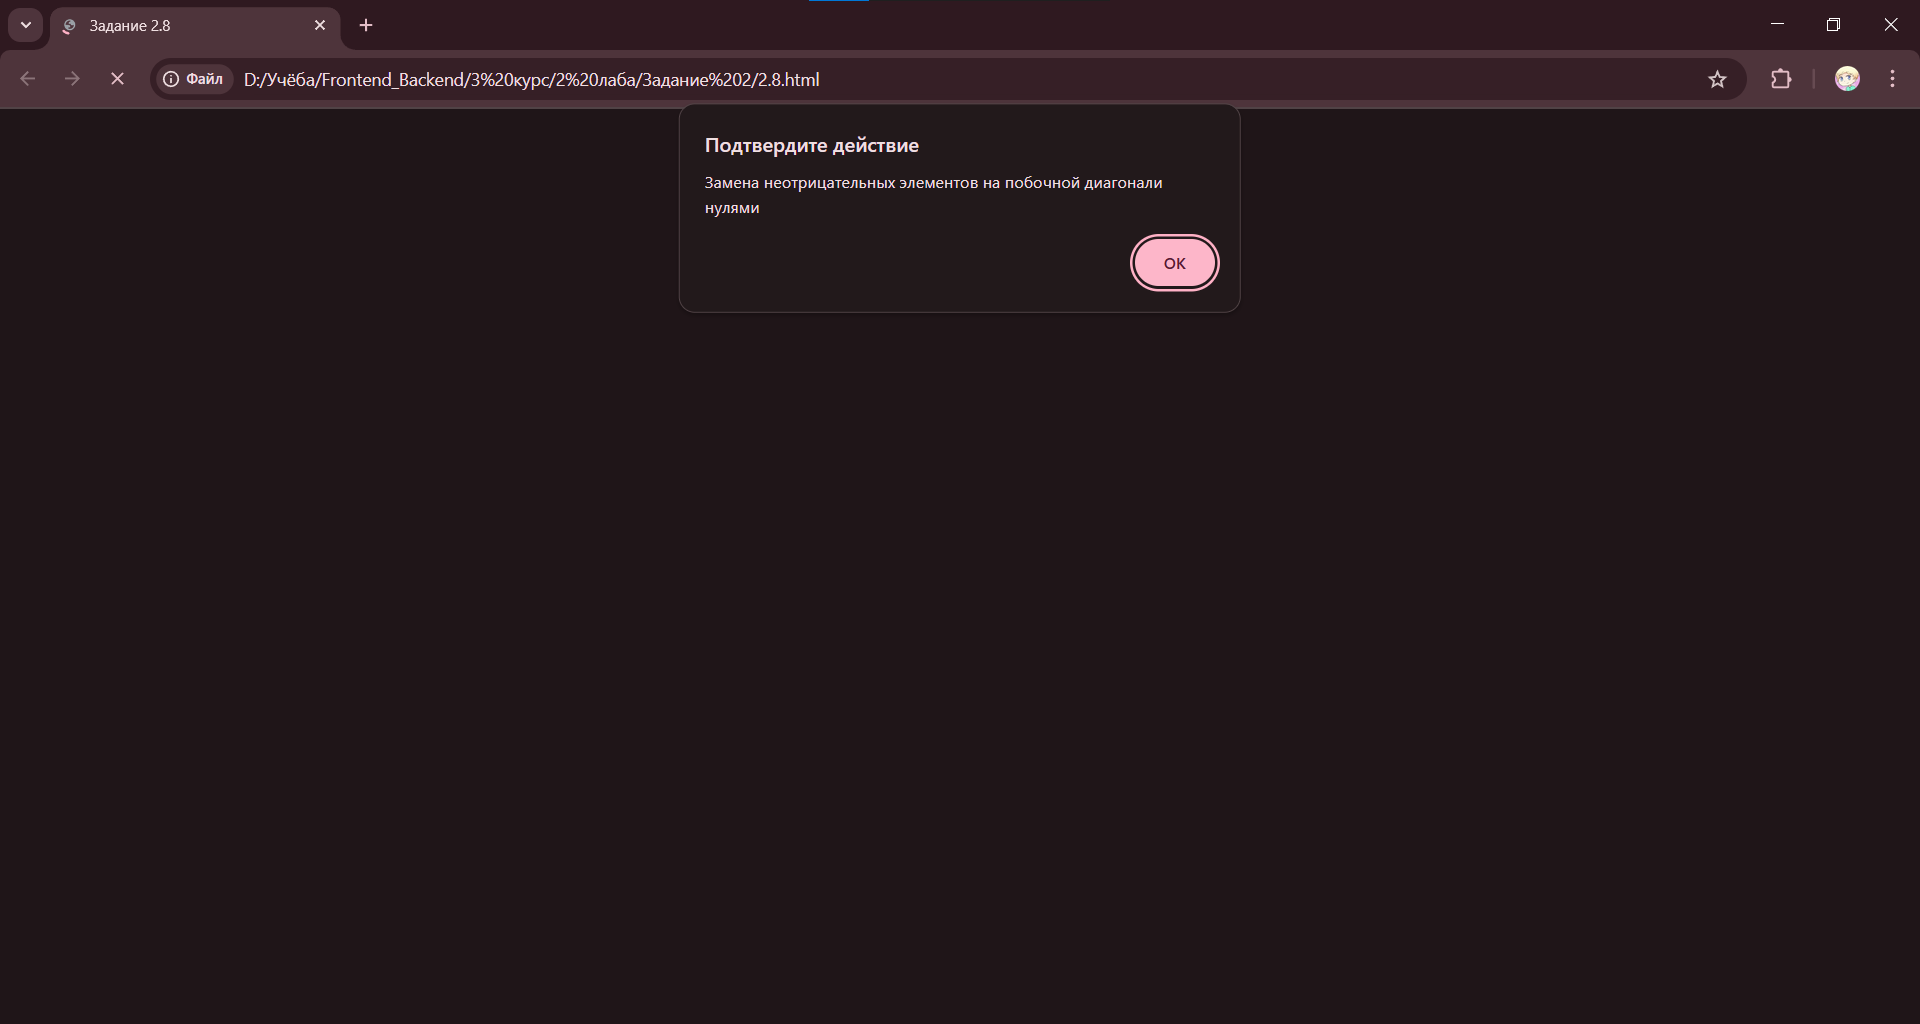 Задание 2.8
Файл D:/Учёба/Frontend_Backend/3%20курс/2%20лаба/Задание%202/2.8.html
Подтвердите действие
Замена неотрицательных элементов на побочной диагонали
нулями
ОК